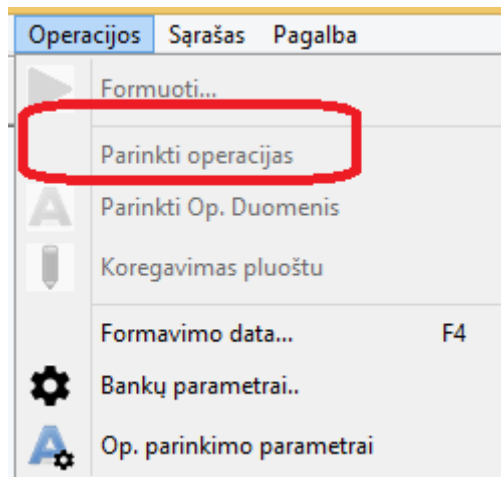 Operacijos Sąrašas Pagalba
Formuoti...
Parinkti operacijas
Parinkti Op. Duomenis
Koregavimas pluoštu
Formavimo data... F4
Bankų parametrai..
Op. parinkimo parametrai